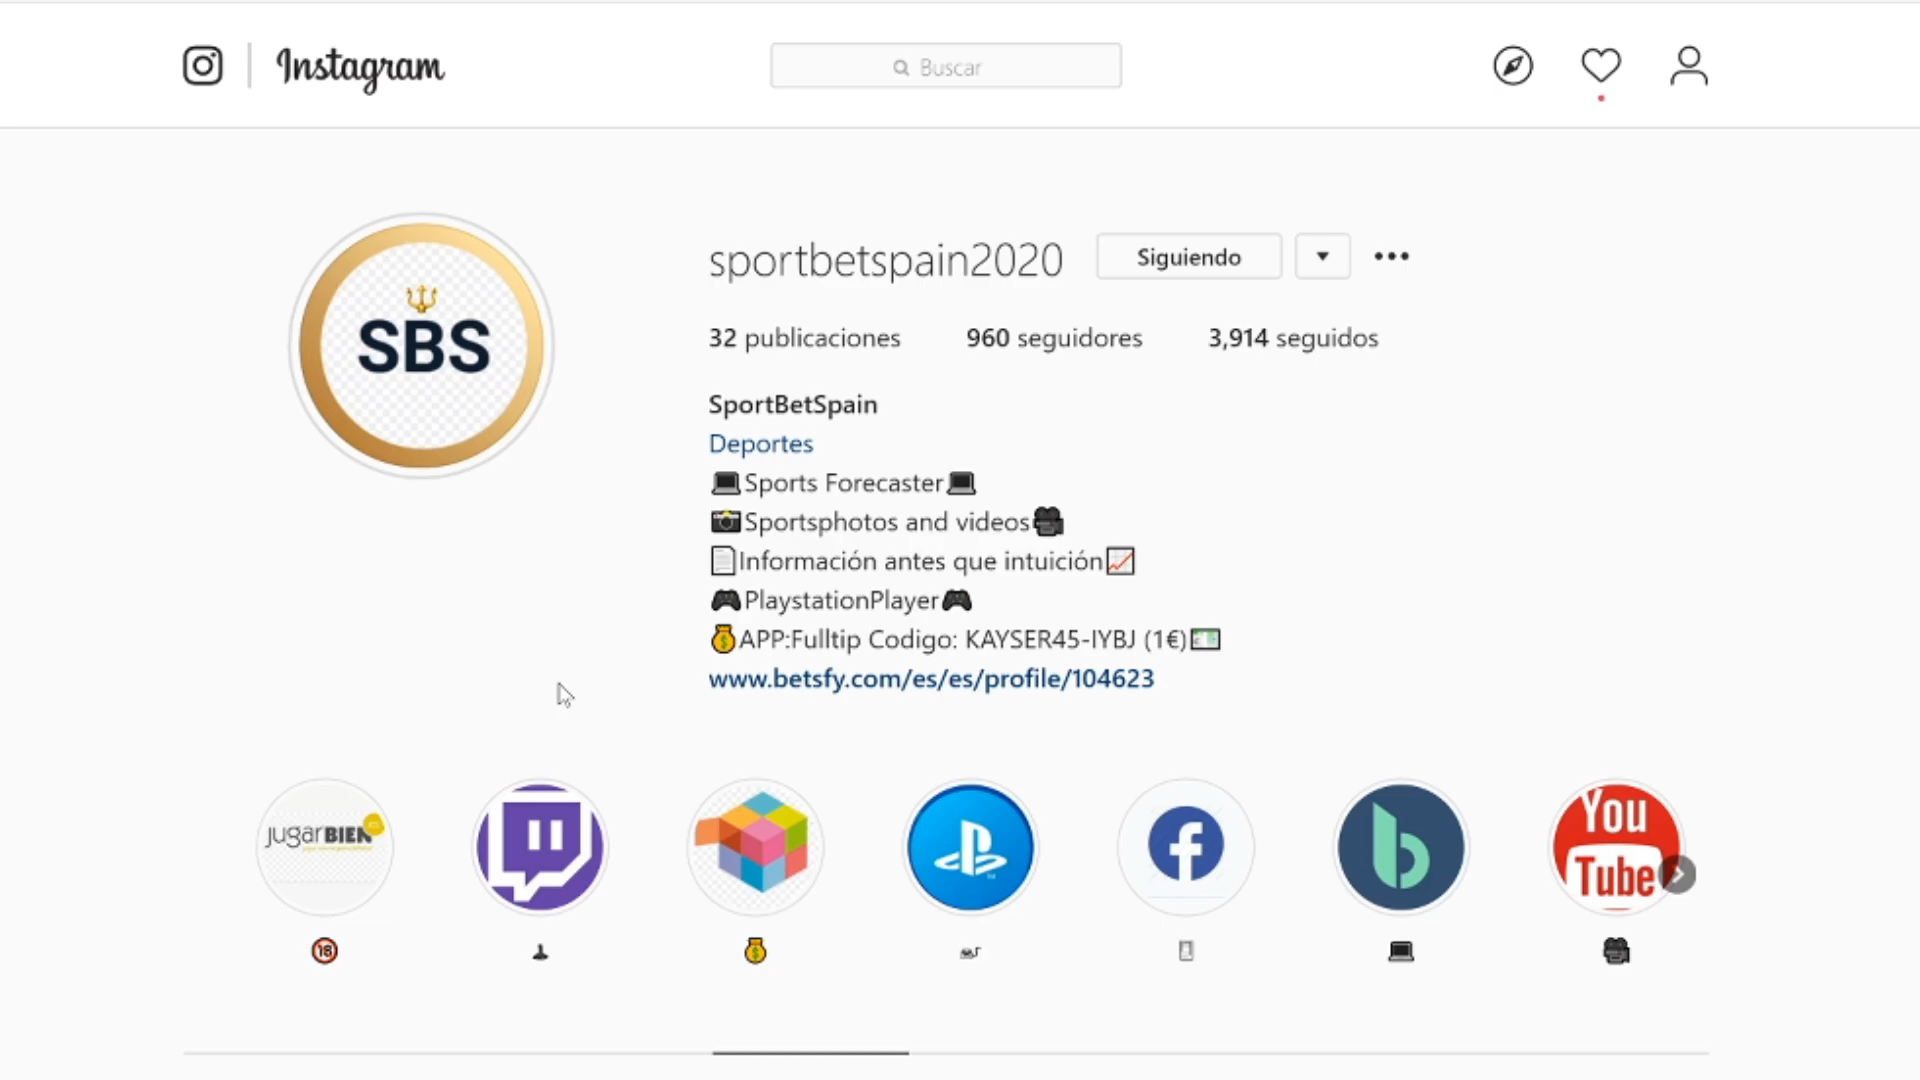 Instagram
Buscar
sportbetspain2020 Siguiendo
32 publicaciones 960 seguidores 3,914 seguidos
SportBetSpain
Deportes
💻Sports Forecaster💻
📷Sportsphotos and videos🎥
📄Información antes que intuición📈
🎮PlaystationPlayer🎮
💰APP:Fulltip Codigo: KAYSER45-IYBJ (1€)💶
www.betsfy.com/es/es/profile/104623
SBS
jugarBIEN
You
Tube
18